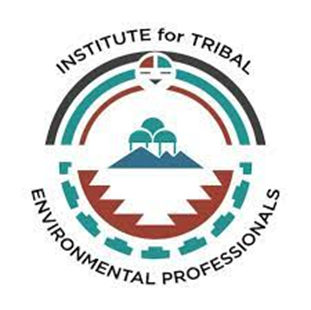 INSTITUTE for TRIBAL
ENVIRONMENTAL PROFESSIONALS